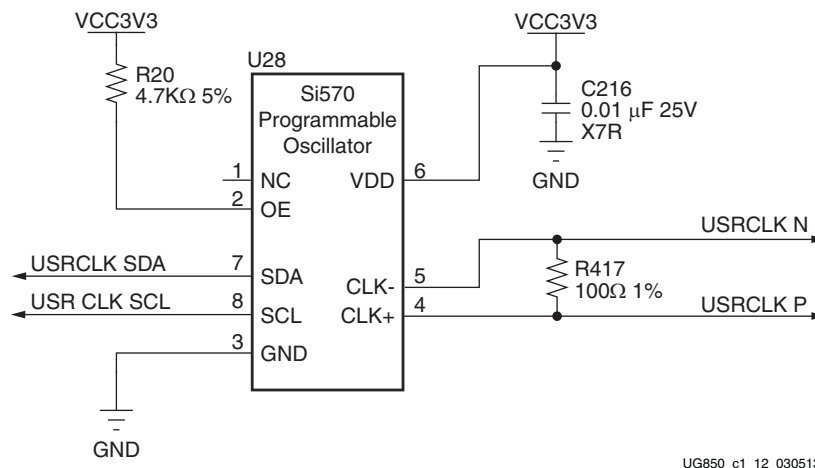 VCC3V3
VCC3V3
U28
R20
4.7KΩ 5%
Si570
Programmable
Oscillator
C216
0.01 μF 25V
X7R
GND
1
NC
VDD
6
2
OE
USRCLK N
USRCLK SDA
7
SDA
R417
100Ω 1%
5
CLK-
USR CLK SCL
8
SCL
CLK+
4
USRCLK P
3
GND
GND
UG850_c1_12_030513